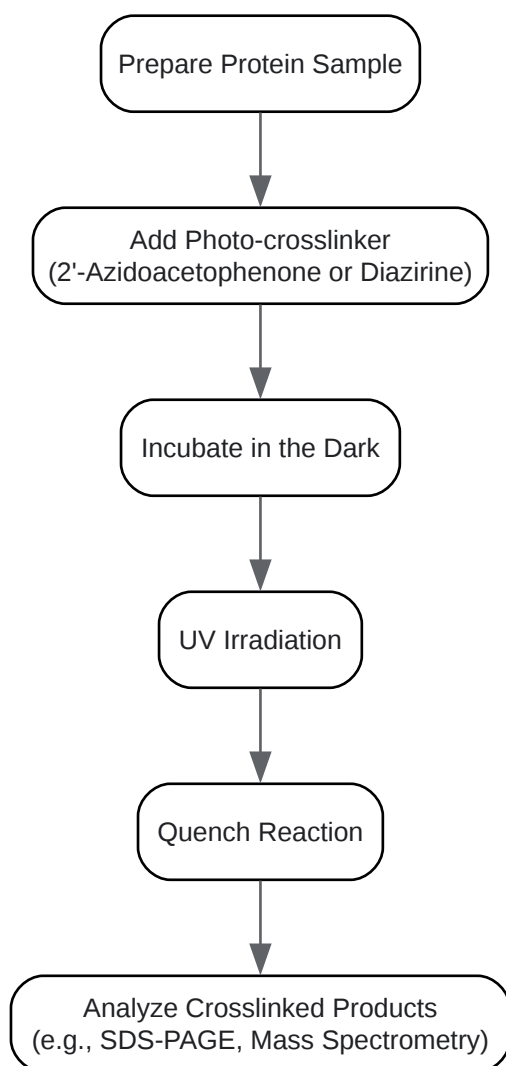 Prepare Protein Sample
Add Photo-crosslinker
(2'-Azidoacetophenone or Diazirine)
Incubate in the Dark
UV Irradiation
Quench Reaction
Analyze Crosslinked Products
(e.g., SDS-PAGE, Mass Spectrometry)